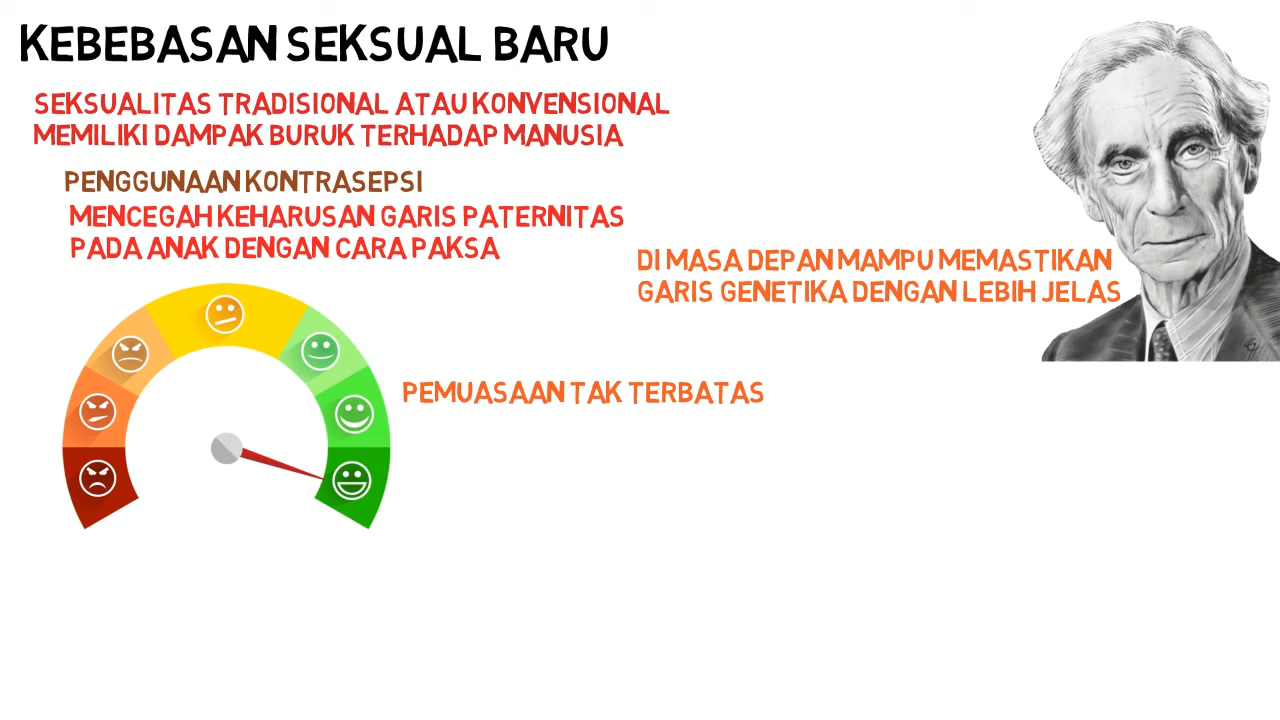 KEBEBASAN SEKSUAL BARU
SEKSUALITAS TRADISIONAL ATAU KONVENSIONAL
MEMILIKI DAMPAK BURUK TERHADAP MANUSIA
PENGGUNAAN KONTRASEPSI
MENCEGAH KEHARUSAN GARIS PATERNITAS
PADA ANAK DENGAN CARA PAKSA
DI MASA DEPAN MAMPU MEMASTIKAN
GARIS GENETIKA DENGAN LEBIH JELAS
PEMUASAAN TAK TERBATAS